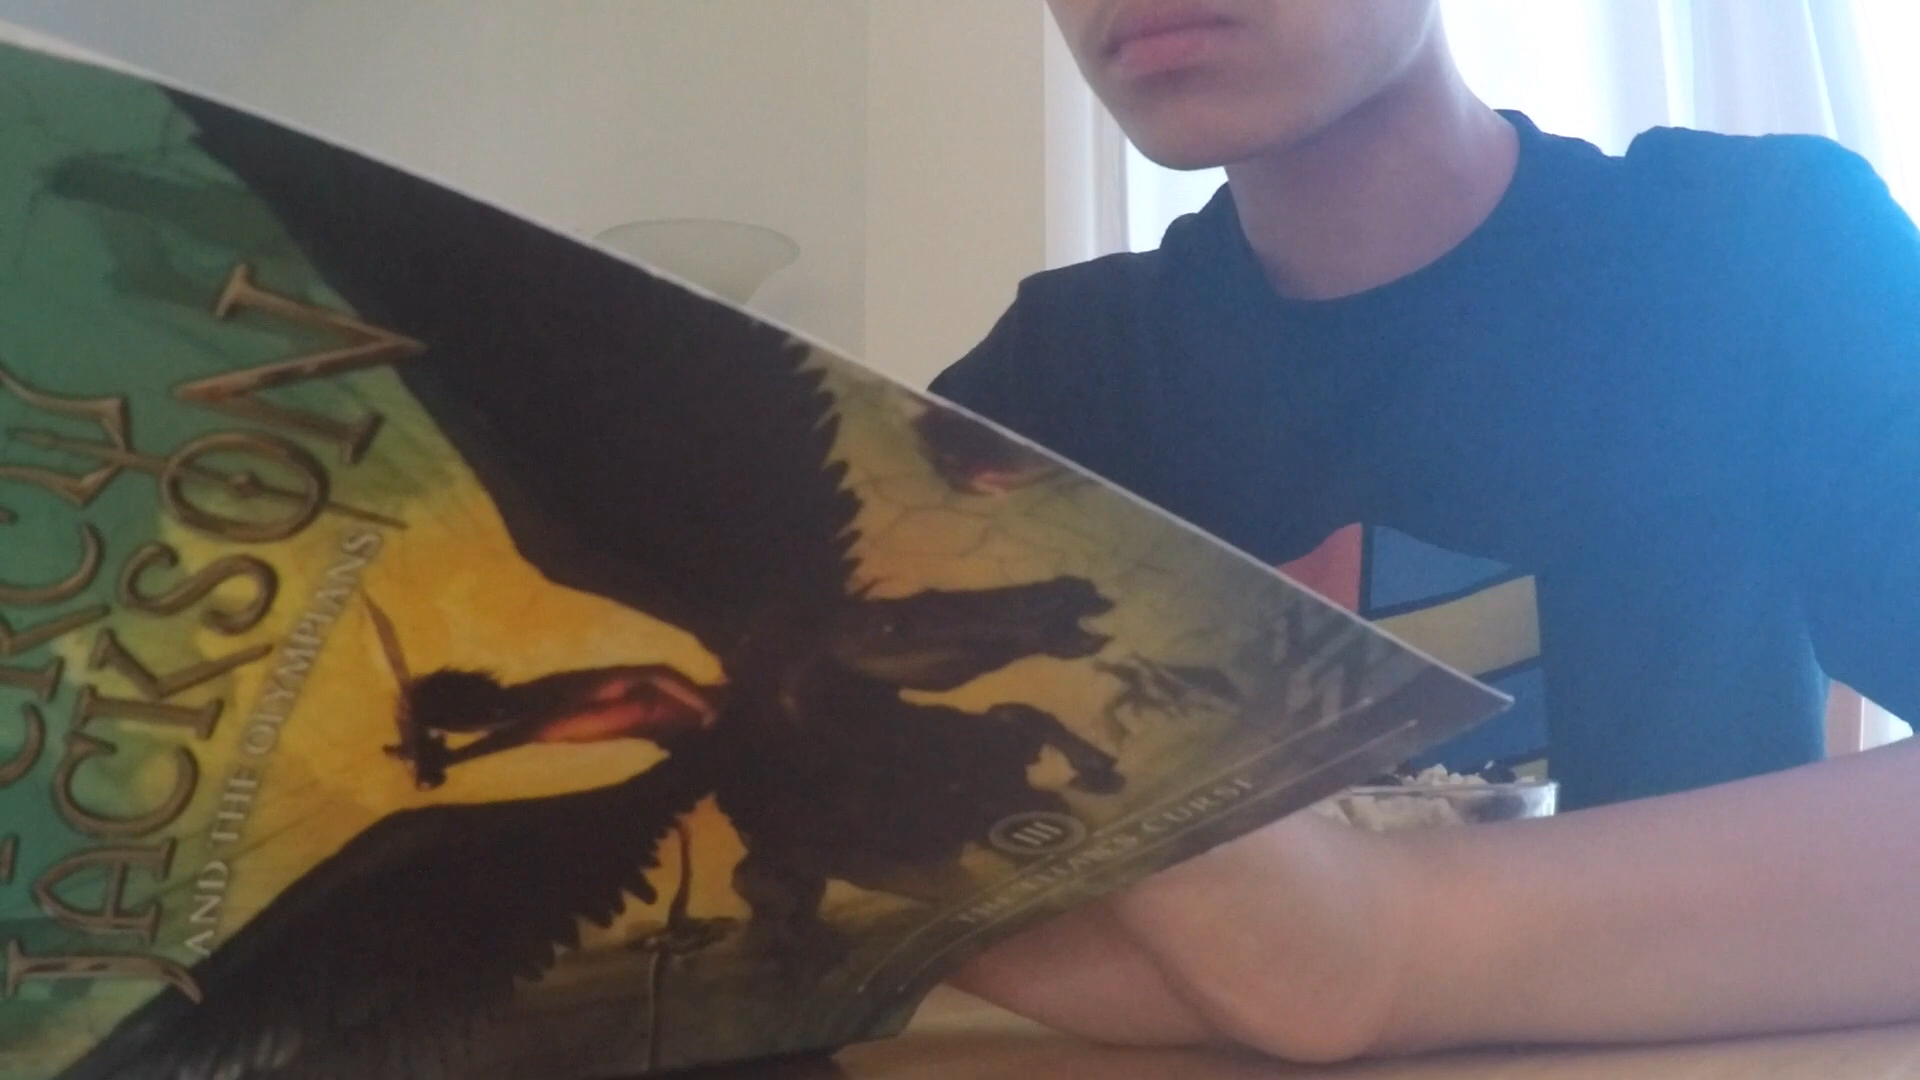 PERCY
JACKSON
AND THE OLYMPIANS
III
THE TITAN'S CURSE